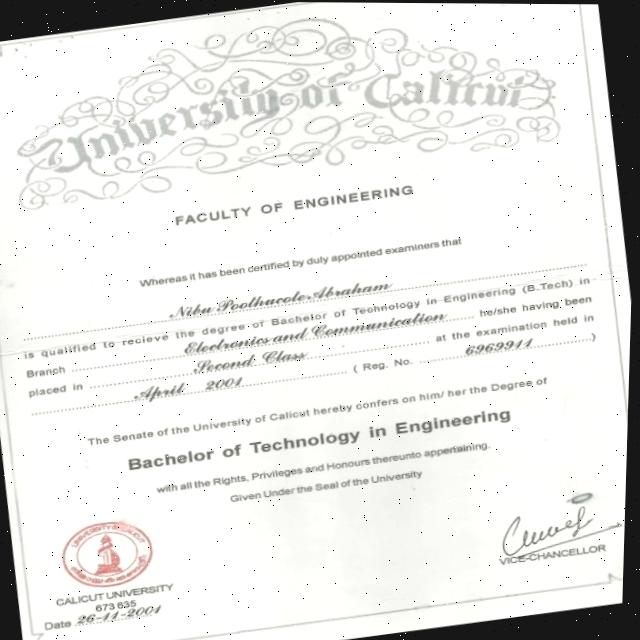 University of Calicut
FACULTY OF ENGINEERING
Whereas it has been certified by duly appointed examiners that
Nibu Poothucole Abraham
is qualified to recieve the degree of Bachelor of Technology in Engineering (B.Tech) in
Branch Electronics and Communication he/she having been
placed in Second Class at the examination held in
April 2001 ( Reg. No. 6969911 )
The Senate of the University of Calicut hereby confers on him/ her the Degree of
Bachelor of Technology in Engineering
with all the Rights, Privileges and Honours thereunto appertaining.
Given Under the Seal of the University
UNIVERSITY OF CALICUT
CALICUT UNIVERSITY
673 635
Date 26-11-2001
VICE-CHANCELLOR